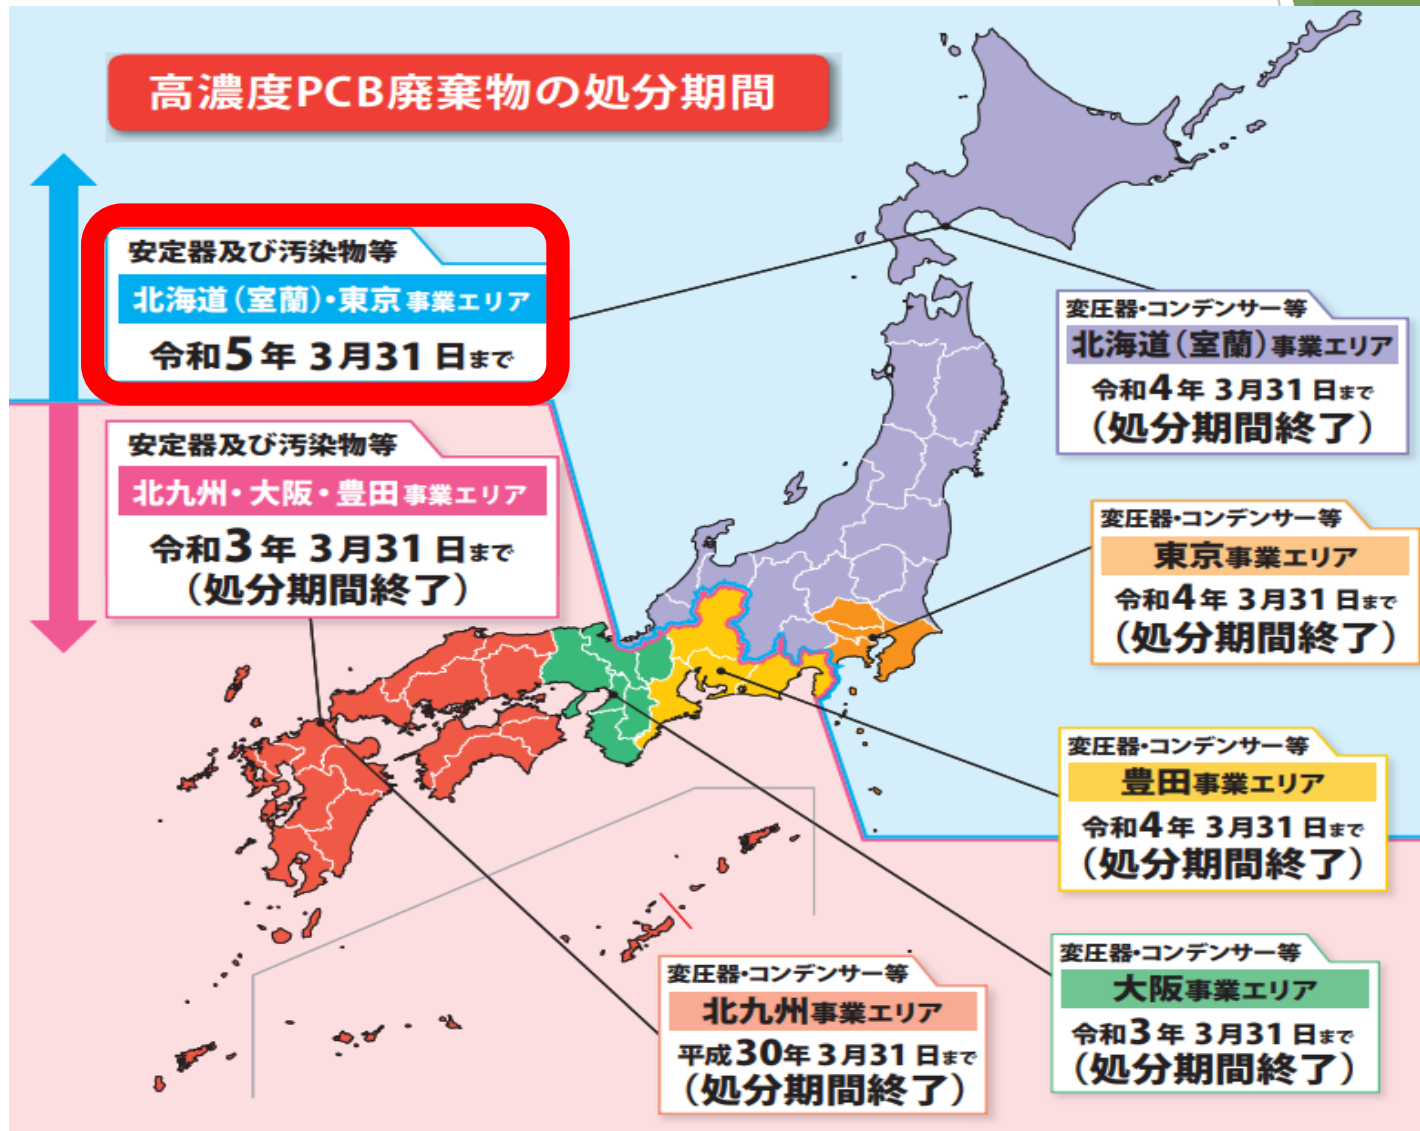 高濃度PCB廃棄物の処分期間
安定器及び汚染物等
北海道(室蘭)・東京事業エリア
令和5年 3月31日まで
安定器及び汚染物等
北九州・大阪・豊田事業エリア
令和3年 3月31日まで
(処分期間終了)
変圧器・コンデンサー等
北海道(室蘭)事業エリア
令和4年 3月31日まで
(処分期間終了)
変圧器・コンデンサー等
東京事業エリア
令和4年 3月31日まで
(処分期間終了)
変圧器・コンデンサー等
豊田事業エリア
令和4年 3月31日まで
(処分期間終了)
変圧器・コンデンサー等
大阪事業エリア
令和3年 3月31日まで
(処分期間終了)
変圧器・コンデンサー等
北九州事業エリア
平成30年 3月31日まで
(処分期間終了)